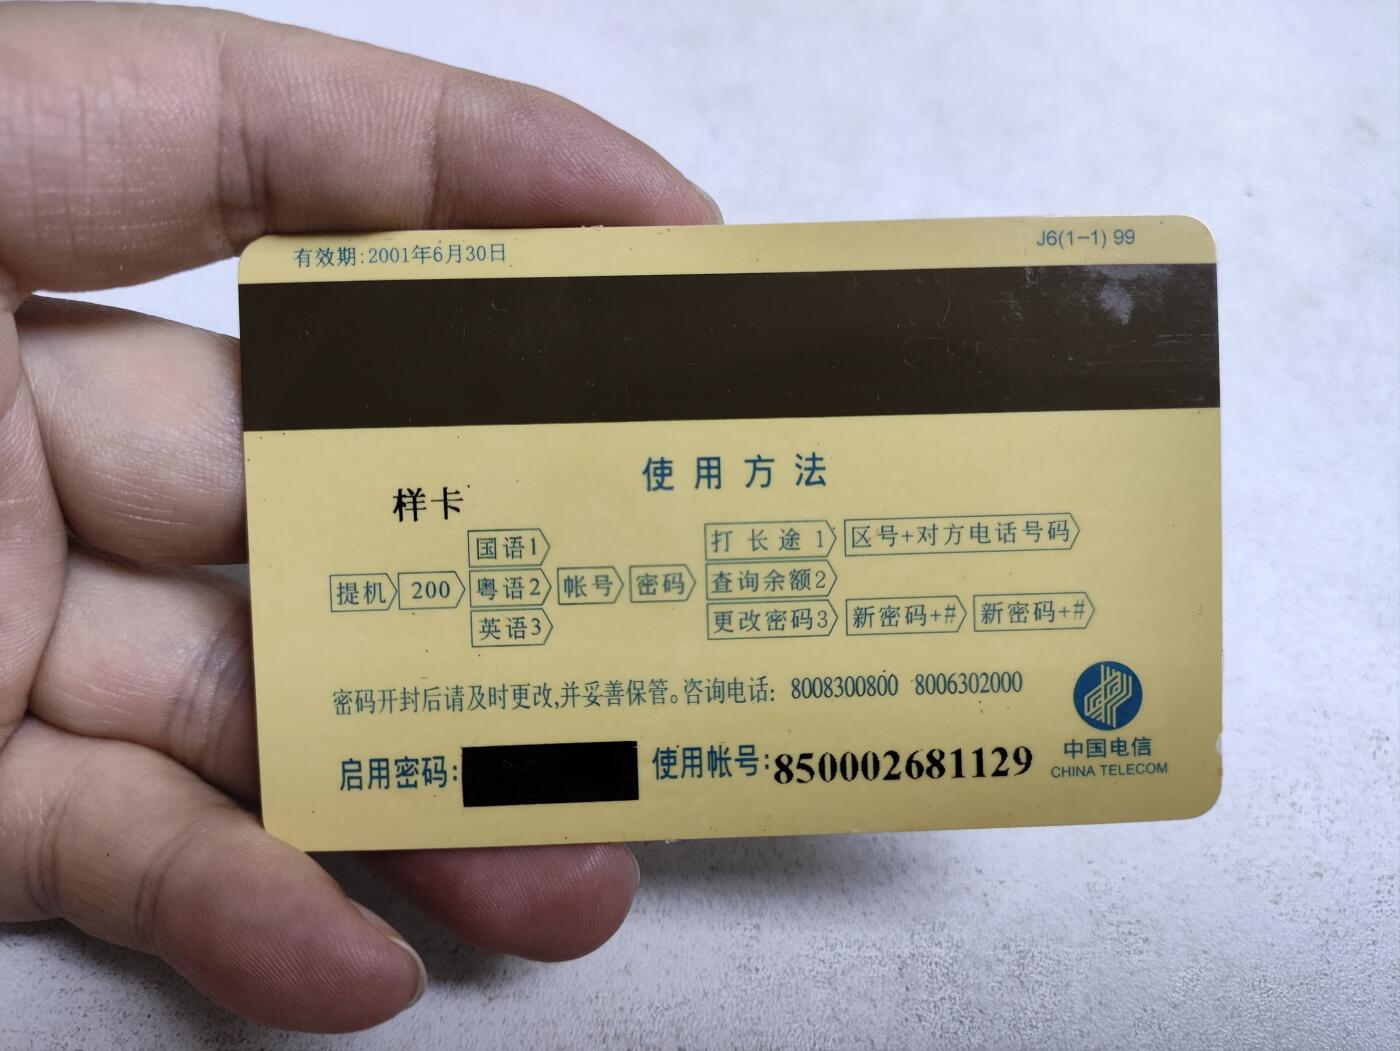 有效期:2001年6月30日
J6(1-1) 99
使用方法
样卡
国语1
打长途 1 区号+对方电话号码
提机 200 粤语2 帐号 密码 查询余额2
英语3
更改密码3 新密码+# 新密码+#
密码开封后请及时更改,并妥善保管。咨询电话: 8008300800 8006302000
启用密码: 使用帐号:850002681129
中国电信
CHINA TELECOM